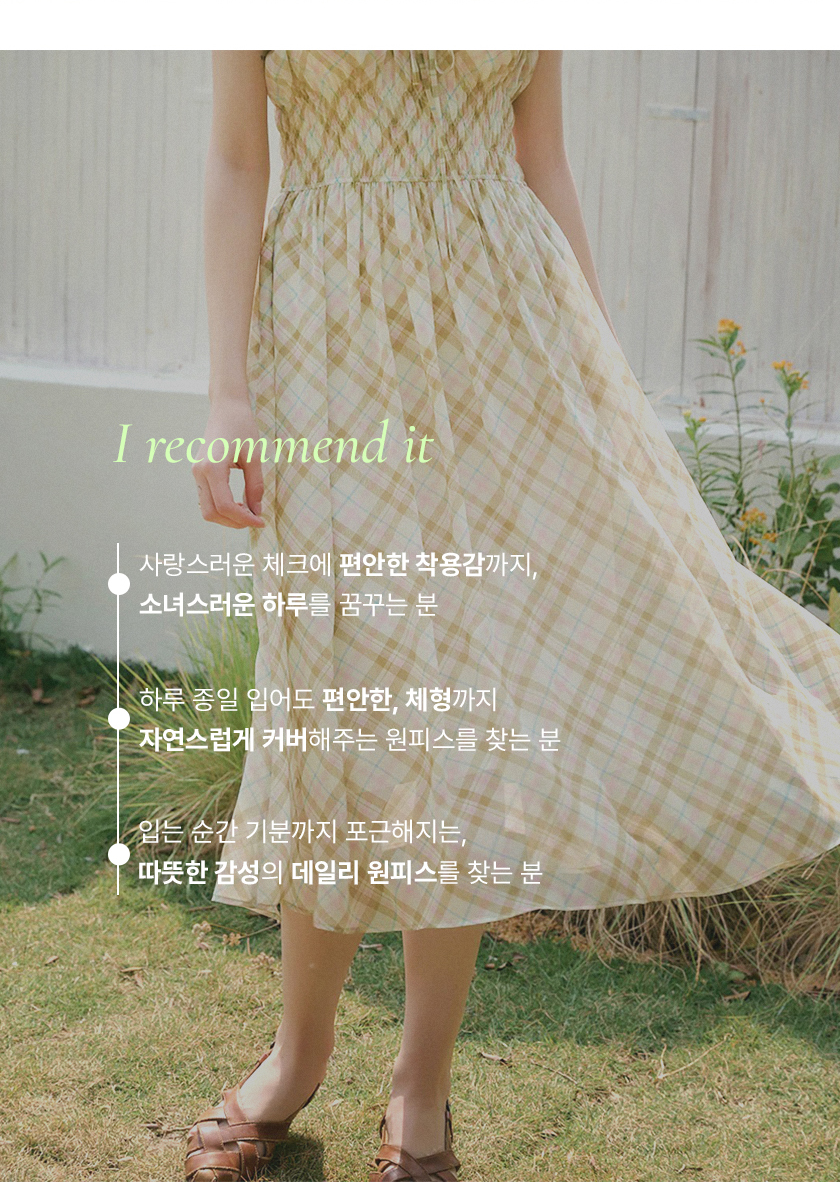 I recommend it
사랑스러운 체크에 편안한 착용감까지,
소녀스러운 하루를 꿈꾸는 분
하루 종일 입어도 편안한, 체형까지
자연스럽게 커버해주는 원피스를 찾는 분
입는 순간 기분까지 포근해지는,
따뜻한 감성의 데일리 원피스를 찾는 분